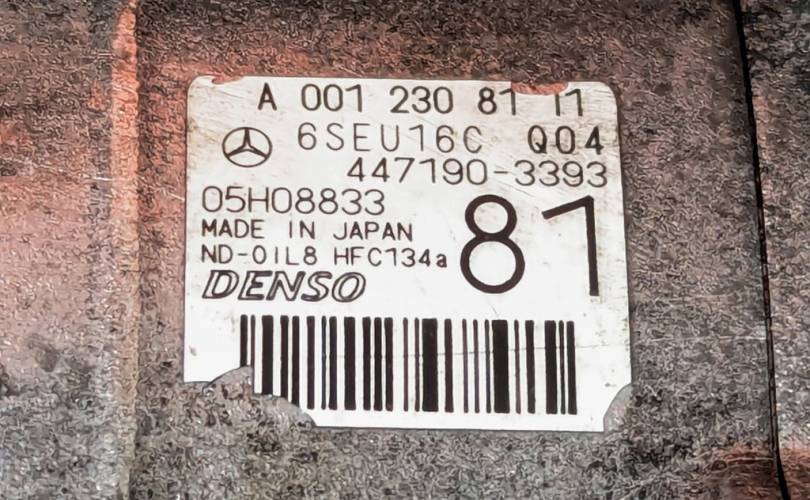 A 001 230 81 11
6SEU16C Q04
447190-3393
05H08833
MADE IN JAPAN
ND-OIL8 HFC134a
81
DENSO